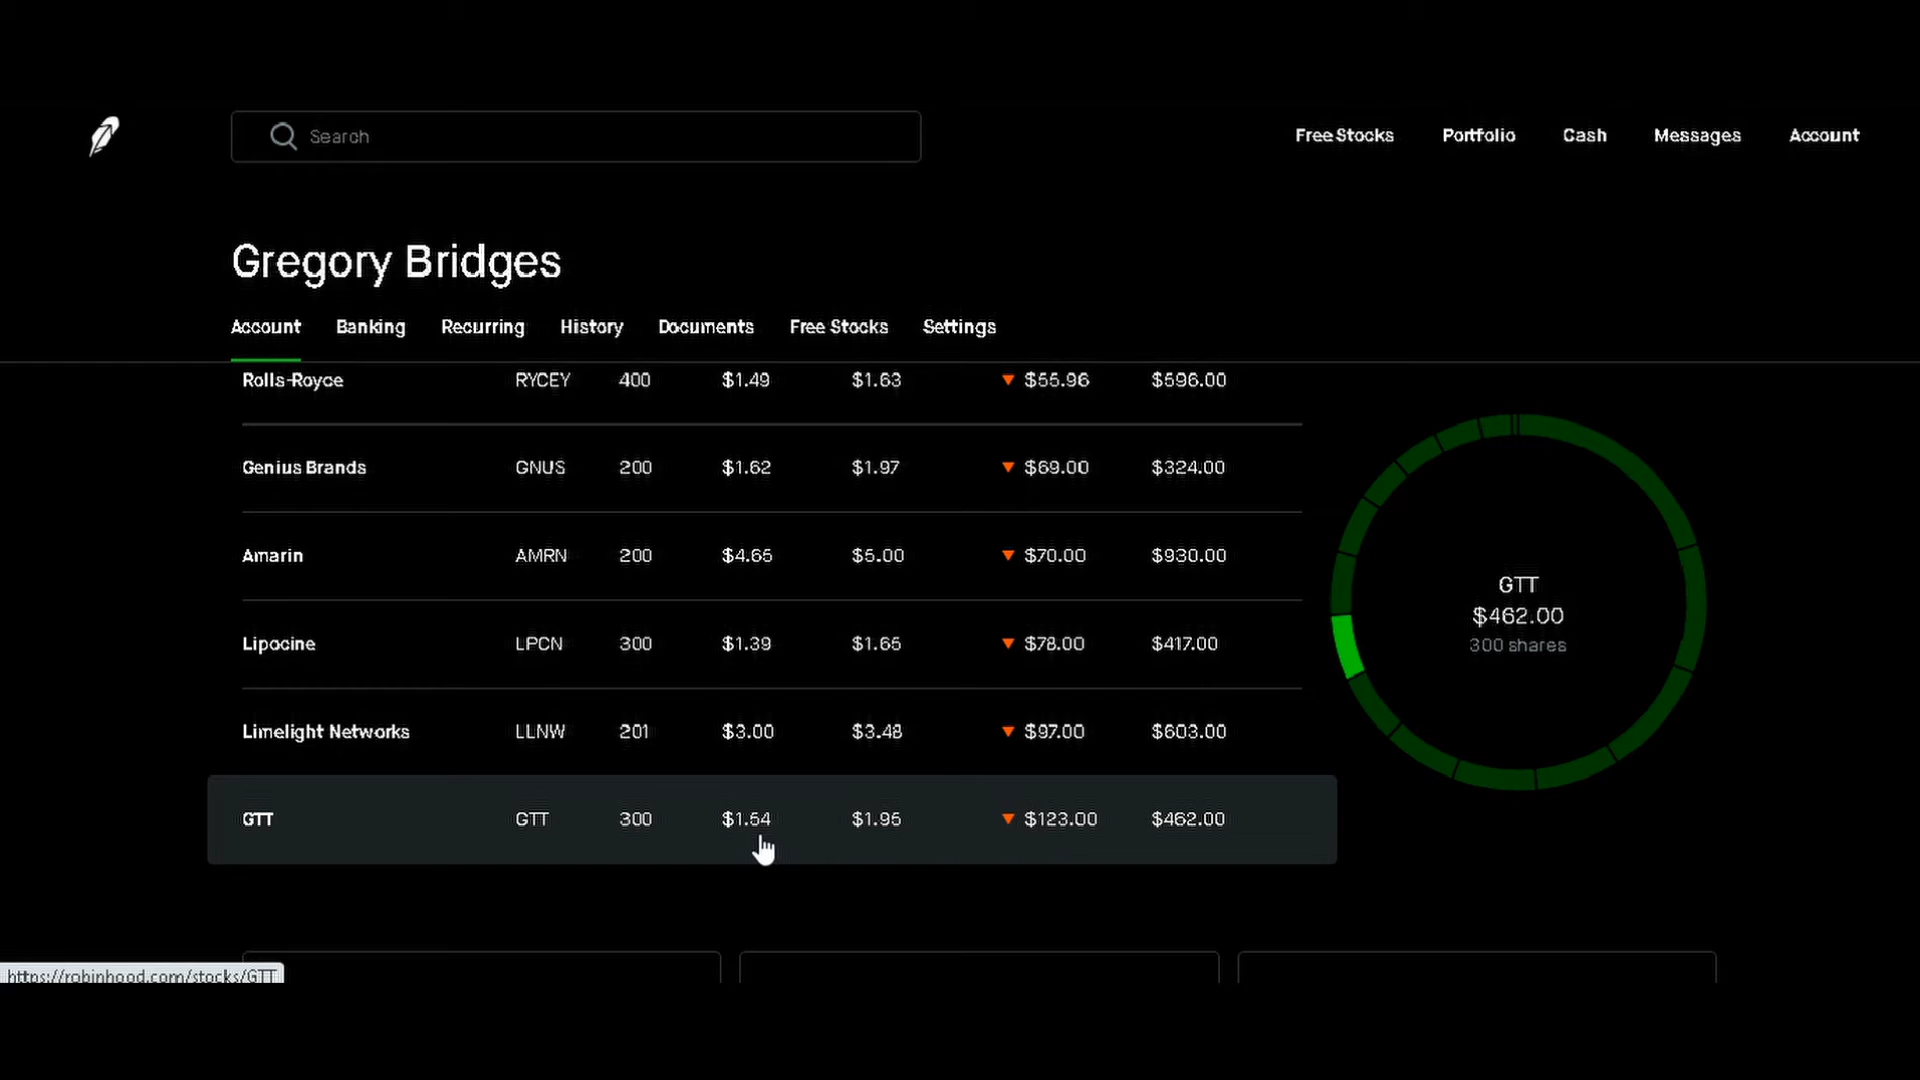 Search
Free Stocks Portfolio Cash Messages Account
Gregory Bridges
Account Banking Recurring History Documents Free Stocks Settings
Rolls-Royce RYCEY 400 $1.49 $1.63 ▼ $55.96 $596.00
Genius Brands GNUS 200 $1.62 $1.97 ▼ $69.00 $324.00
Amarin AMRN 200 $4.65 $5.00 ▼ $70.00 $930.00
Lipocine LPCN 300 $1.39 $1.65 ▼ $78.00 $417.00
Limelight Networks LLNW 201 $3.00 $3.48 ▼ $97.00 $603.00
GTT GTT 300 $1.54 $1.95 ▼ $123.00 $462.00
GTT
$462.00
300 shares
https://robinhood.com/stocks/GTT